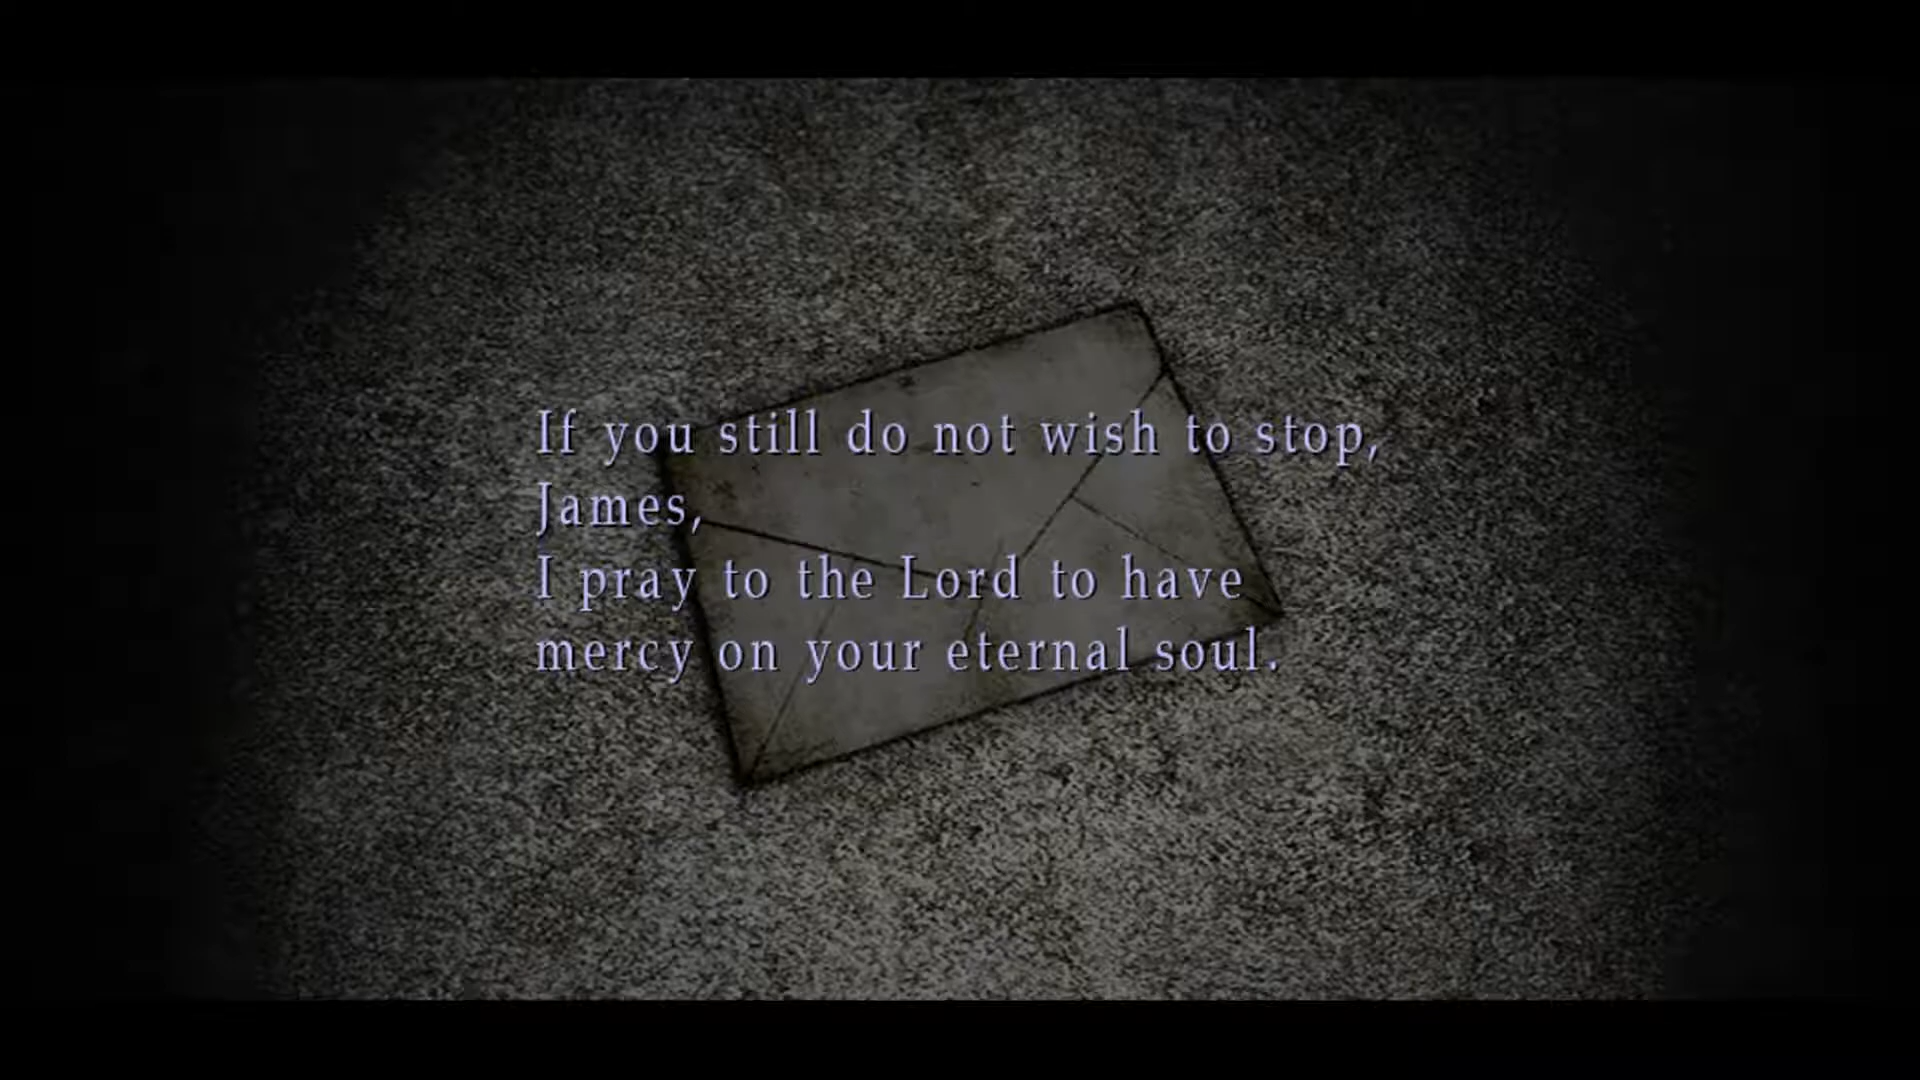 If you still do not wish to stop,
James,
I pray to the Lord to have
mercy on your eternal soul.